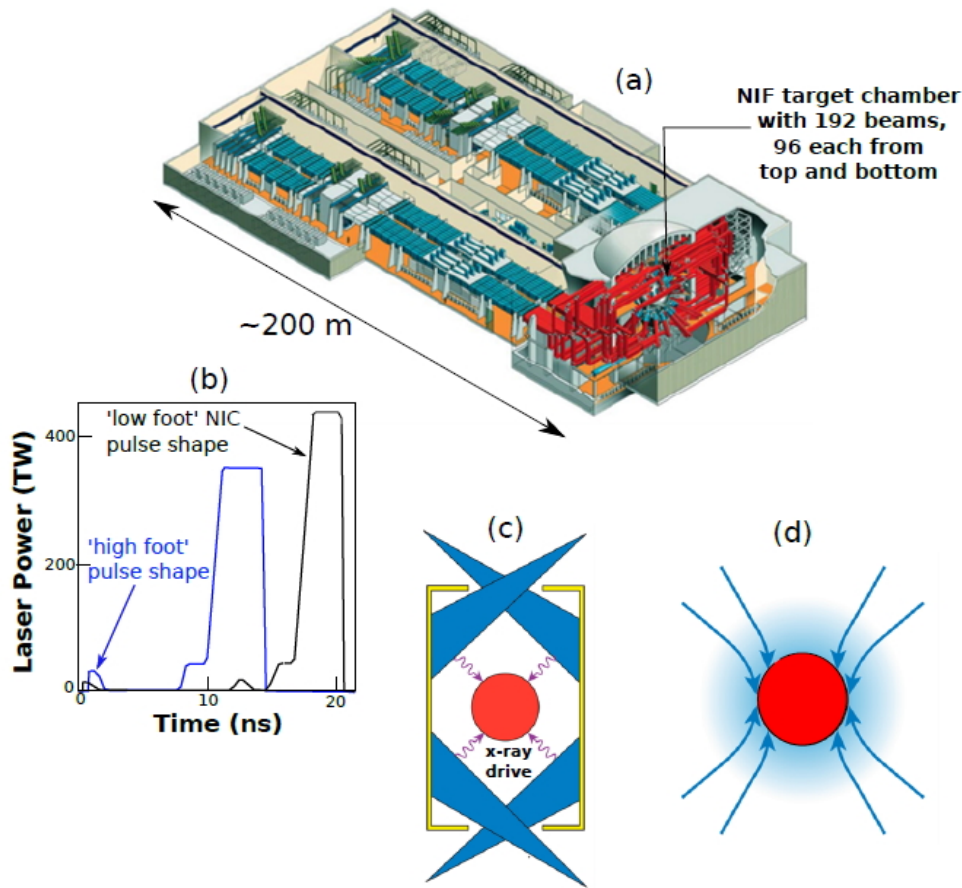 (a)
NIF target chamber
with 192 beams,
96 each from
top and bottom
~200 m
(b)
'low foot' NIC
pulse shape
'high foot'
pulse shape
Laser Power (TW)
400
200
0
0
10
20
Time (ns)
(c)
x-ray
drive
(d)